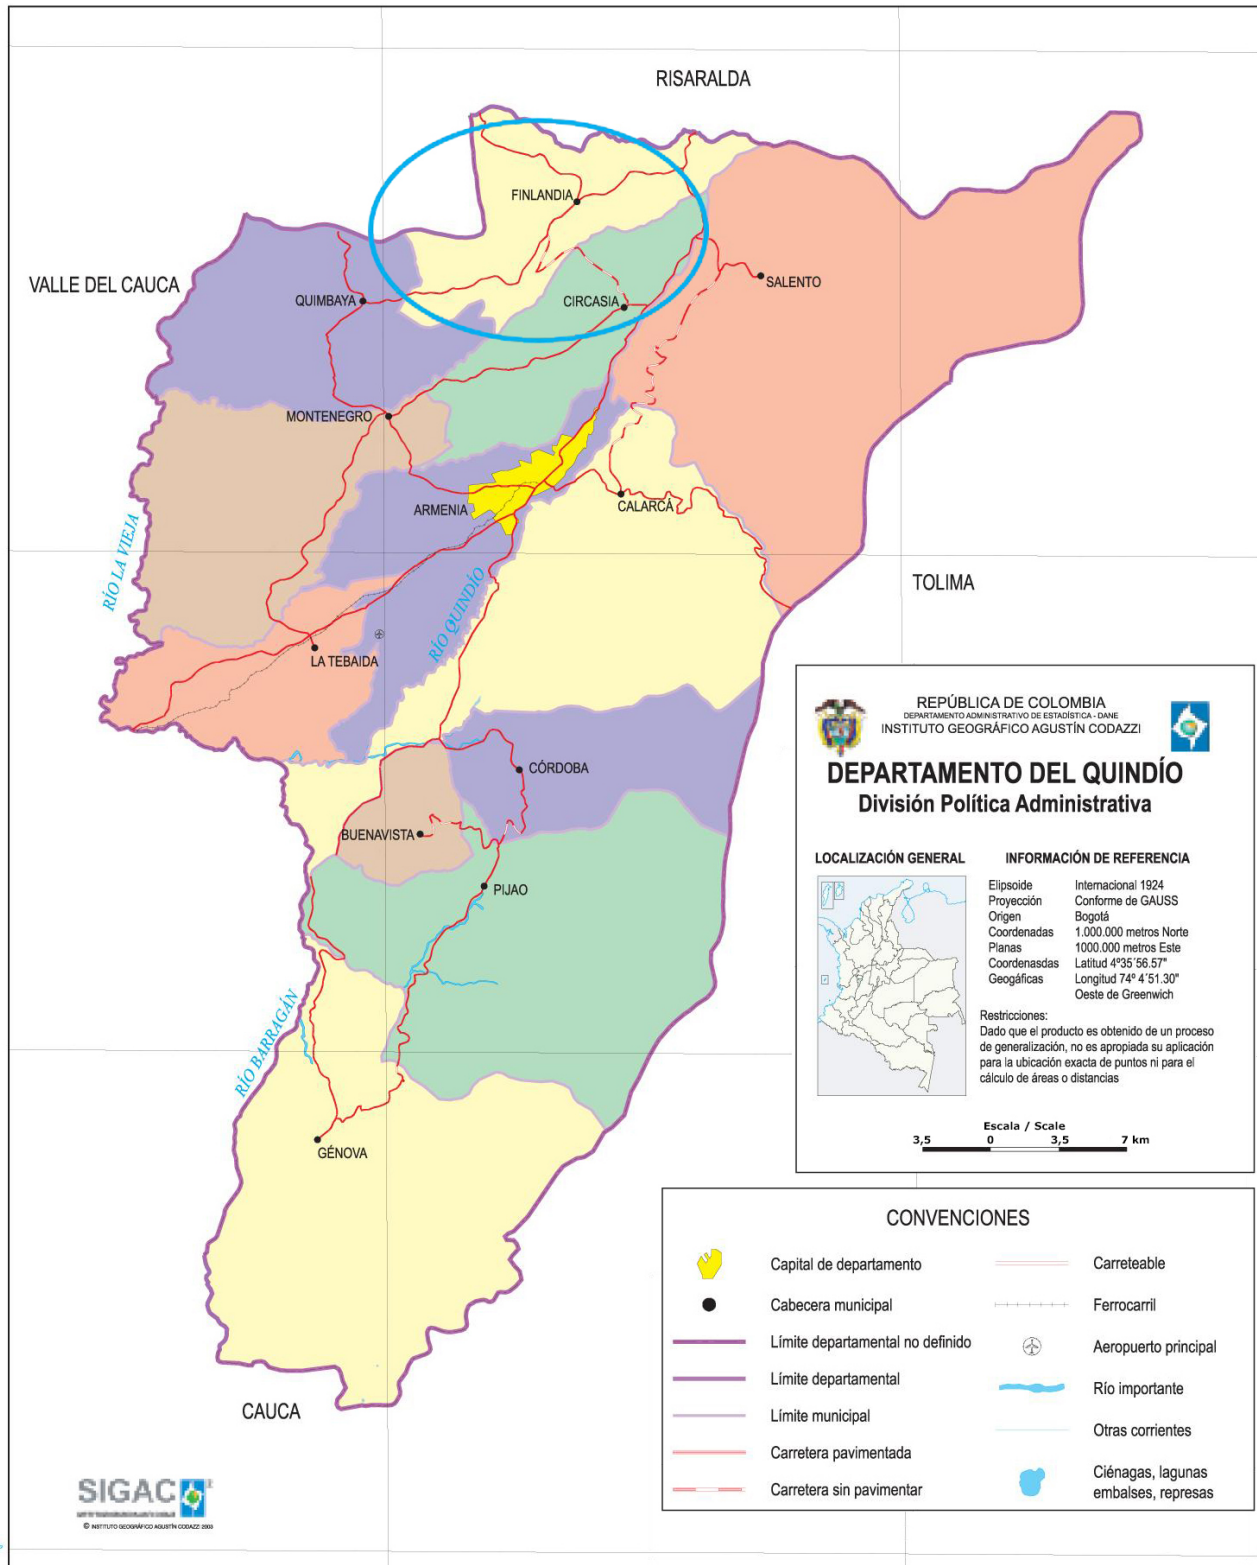 RISARALDA
FINLANDIA
VALLE DEL CAUCA
SALENTO
QUIMBAYA
CIRCASIA
MONTENEGRO
ARMENIA
CALARCÁ
RÍO LA VIEJA
TOLIMA
RÍO QUINDÍO
LA TEBAIDA
CÓRDOBA
BUENAVISTA
PIJAO
RÍO BARRAGÁN
GÉNOVA
CAUCA
REPÚBLICA DE COLOMBIA
DEPARTAMENTO ADMINISTRATIVO DE ESTADÍSTICA - DANE
INSTITUTO GEOGRÁFICO AGUSTÍN CODAZZI
DEPARTAMENTO DEL QUINDÍO
División Política Administrativa
LOCALIZACIÓN GENERAL
INFORMACIÓN DE REFERENCIA
Elipsoide Internacional 1924
Proyección Conforme de GAUSS
Origen Bogotá
Coordenadas 1.000.000 metros Norte
Planas 1000.000 metros Este
Coordenasdas Latitud 4º35´56.57"
Geogáficas Longitud 74º 4´51.30"
Oeste de Greenwich
Restricciones:
Dado que el producto es obtenido de un proceso
de generalización, no es apropiada su aplicación
para la ubicación exacta de puntos ni para el
cálculo de áreas o distancias
Escala / Scale
3,5 0 3,5 7 km
CONVENCIONES
Capital de departamento
Cabecera municipal
Límite departamental no definido
Límite departamental
Límite municipal
Carretera pavimentada
Carretera sin pavimentar
Carreteable
Ferrocarril
Aeropuerto principal
Río importante
Otras corrientes
Ciénagas, lagunas
embalses, represas
SIGAC
© INSTITUTO GEOGRÁFICO AGUSTÍN CODAZZI 2003